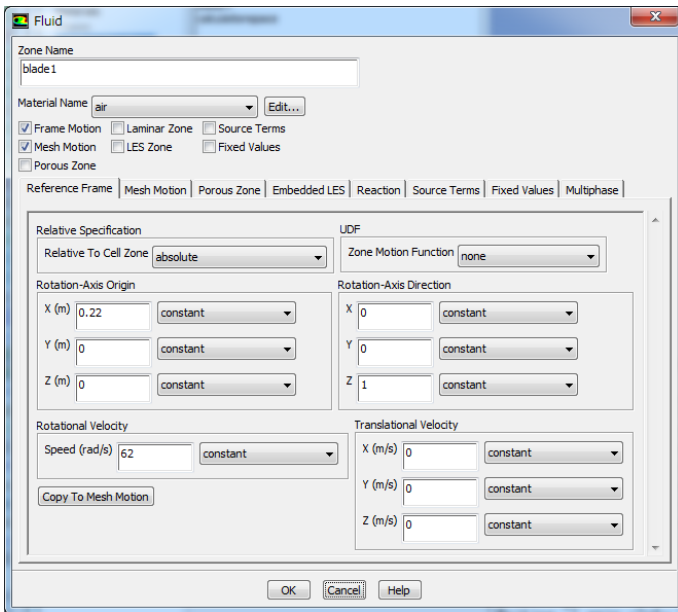 Fluid
Zone Name
blade1
Material Name air Edit...
Frame Motion Laminar Zone Source Terms
Mesh Motion LES Zone Fixed Values
Porous Zone
Reference Frame Mesh Motion Porous Zone Embedded LES Reaction Source Terms Fixed Values Multiphase
Relative Specification UDF
Relative To Cell Zone absolute Zone Motion Function none
Rotation-Axis Origin Rotation-Axis Direction
X (m) 0.22 constant X 0 constant
Y (m) 0 constant Y 0 constant
Z (m) 0 constant Z 1 constant
Rotational Velocity Translational Velocity
Speed (rad/s) 62 constant X (m/s) 0 constant
Copy To Mesh Motion Y (m/s) 0 constant
Z (m/s) 0 constant
OK Cancel Help